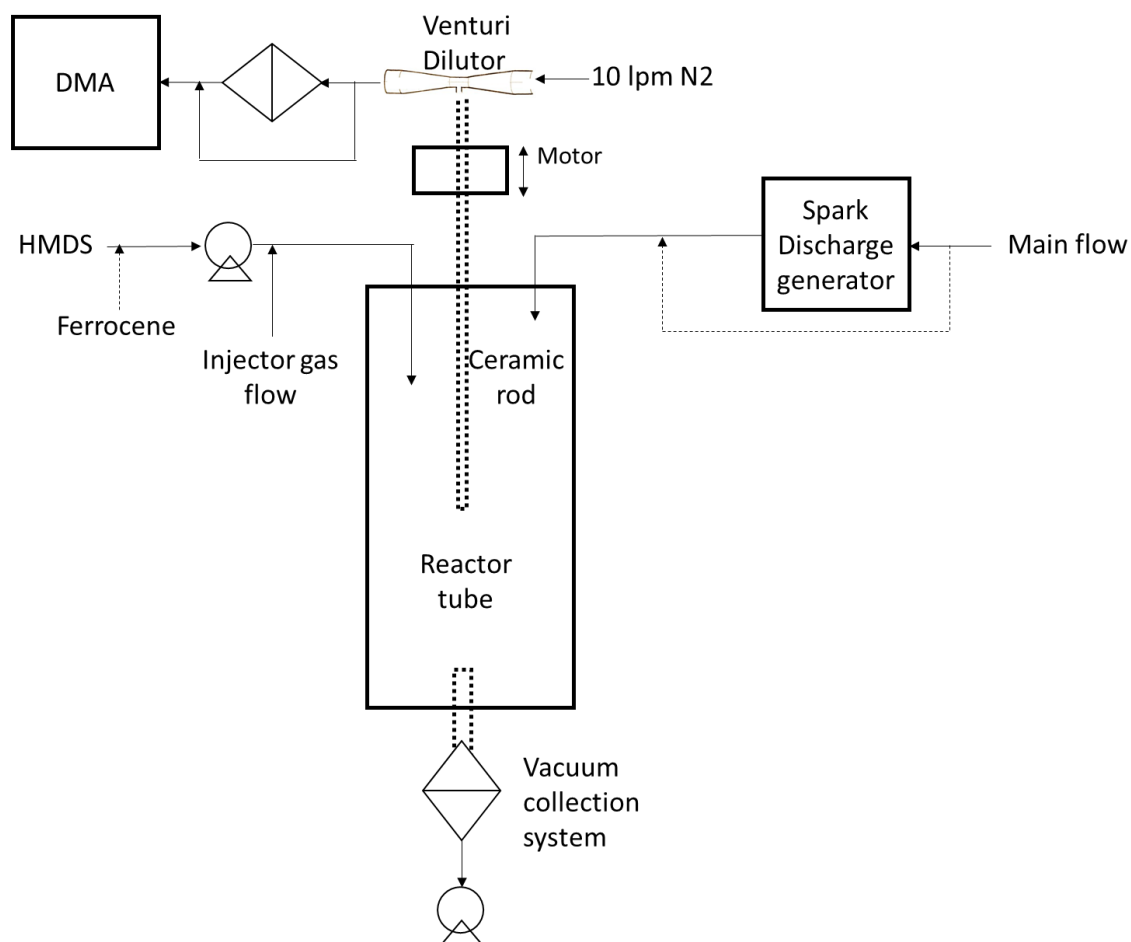 Venturi
Dilutor
DMA
10 lpm N2
Motor
Spark
Discharge
generator
Main flow
HMDS
Ferrocene
Injector gas
flow
Ceramic
rod
Reactor
tube
Vacuum
collection
system